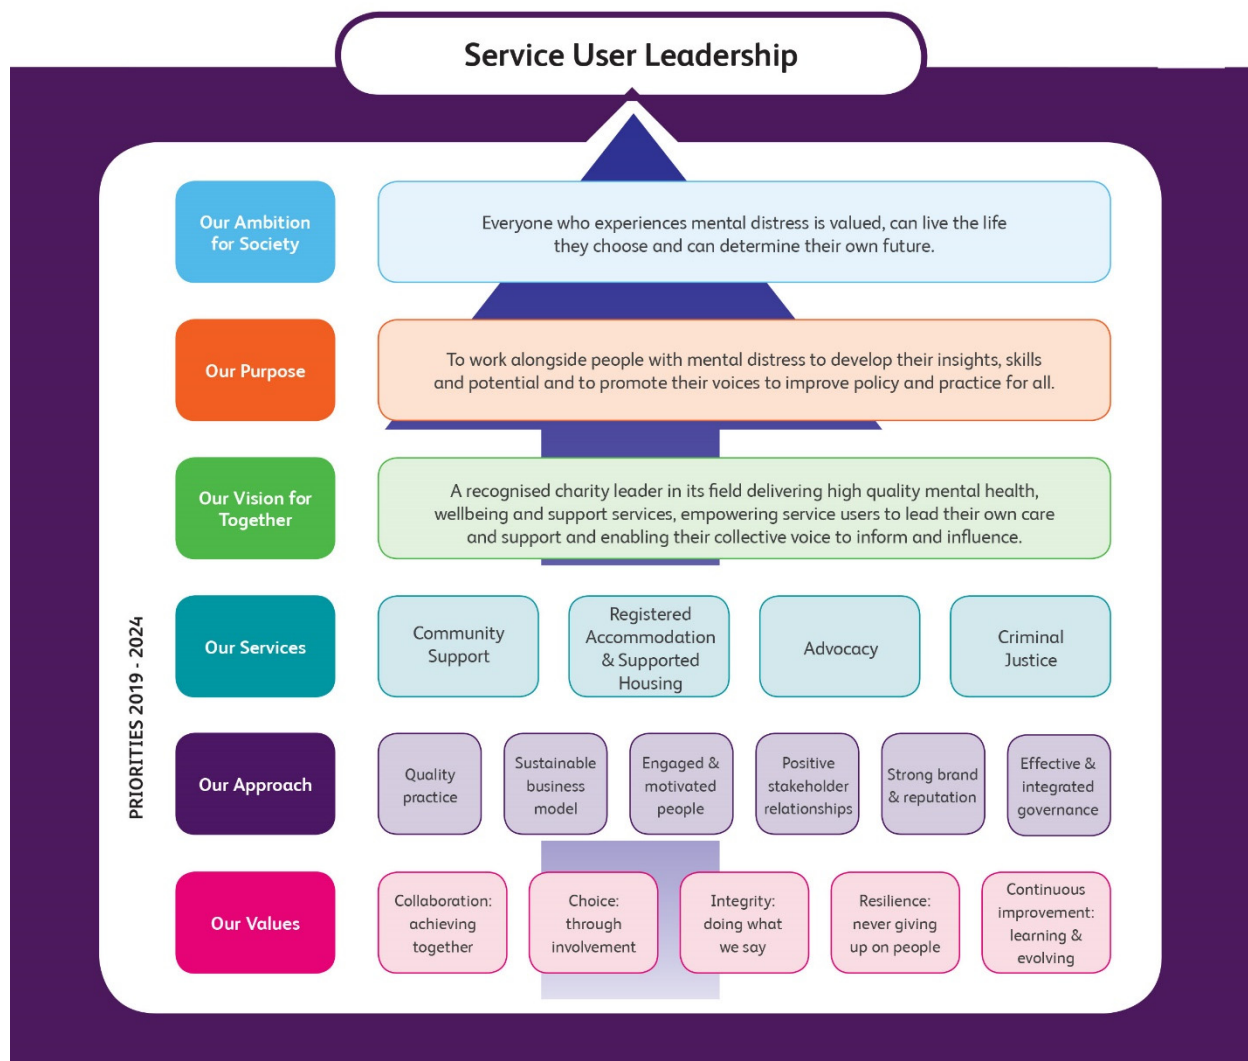 Service User Leadership
Our Ambition
for Society
Everyone who experiences mental distress is valued, can live the life
they choose and can determine their own future.
Our Purpose
To work alongside people with mental distress to develop their insights, skills
and potential and to promote their voices to improve policy and practice for all.
Our Vision for
Together
A recognised charity leader in its field delivering high quality mental health,
wellbeing and support services, empowering service users to lead their own care
and support and enabling their collective voice to inform and influence.
PRIORITIES 2019 - 2024
Our Services
Community
Support
Registered
Accommodation
& Supported
Housing
Advocacy
Criminal
Justice
Our Approach
Quality
practice
Sustainable
business
model
Engaged &
motivated
people
Positive
stakeholder
relationships
Strong brand
& reputation
Effective &
integrated
governance
Our Values
Collaboration:
achieving
together
Choice:
through
involvement
Integrity:
doing what
we say
Resilience:
never giving
up on people
Continuous
improvement:
learning &
evolving